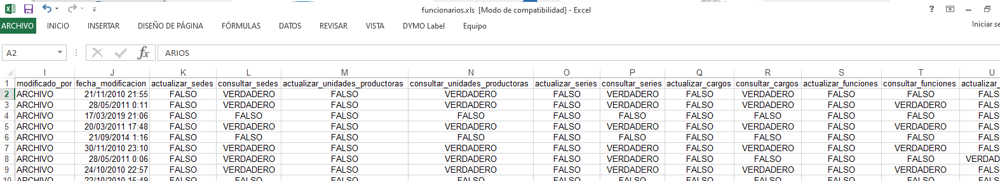 funcionarios.xls [Modo de compatibilidad] - Excel
ARCHIVO INICIO INSERTAR DISEÑO DE PÁGINA FÓRMULAS DATOS REVISAR VISTA DYMO Label Equipo Iniciar se
A2 fx ARIOS
I J K L M N O P Q R S T U
1 modificado_por fecha_modificacion actualizar_sedes consultar_sedes actualizar_unidades_productoras consultar_unidades_productoras actualizar_series consultar_series actualizar_cargos consultar_cargos actualizar_funciones consultar_funciones actualizar_
2 ARCHIVO 21/11/2010 21:55 FALSO VERDADERO FALSO VERDADERO FALSO VERDADERO FALSO VERDADERO FALSO FALSO FALS
3 ARCHIVO 28/05/2011 0:11 FALSO VERDADERO FALSO VERDADERO FALSO VERDADERO FALSO VERDADERO FALSO VERDADERO FALS
4 ARCHIVO 17/03/2019 21:06 FALSO FALSO FALSO FALSO FALSO FALSO FALSO FALSO FALSO FALSO FALS
5 ARCHIVO 20/03/2011 17:48 FALSO VERDADERO FALSO VERDADERO FALSO VERDADERO FALSO VERDADERO FALSO VERDADERO FALS
6 ARCHIVO 21/09/2014 1:16 FALSO FALSO FALSO FALSO FALSO FALSO FALSO FALSO FALSO FALSO FALS
7 ARCHIVO 30/11/2010 23:10 FALSO VERDADERO FALSO VERDADERO FALSO VERDADERO FALSO VERDADERO FALSO VERDADERO FALS
8 ARCHIVO 28/05/2011 0:06 FALSO VERDADERO FALSO VERDADERO FALSO VERDADERO FALSO FALSO FALSO FALSO VERDAD
9 ARCHIVO 24/10/2010 22:57 FALSO VERDADERO FALSO VERDADERO FALSO VERDADERO FALSO VERDADERO FALSO VERDADERO FALS
10 ARCHIVO 22/10/2010 15:49 FALSO FALSO FALSO FALSO FALSO FALSO FALSO FALSO FALSO FALSO FALS